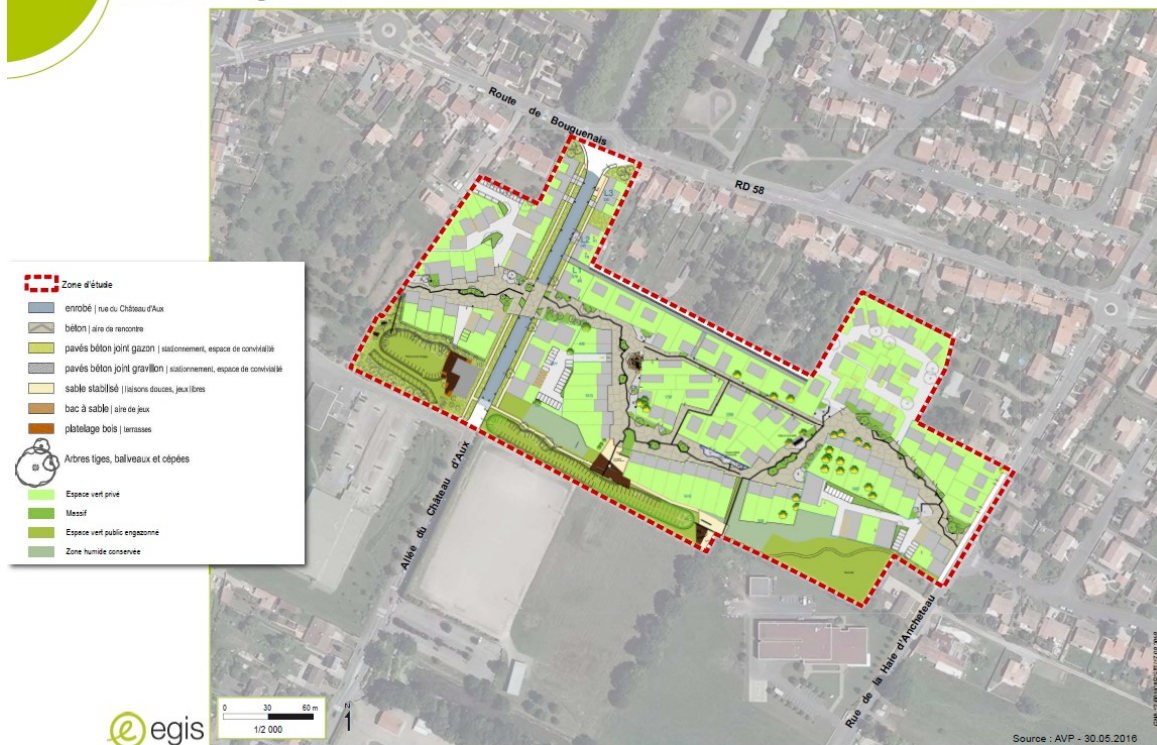 Route de Bouguenais
RD 58
L3
L1
Zone d'étude
enrobé | rue du Château d'Aux
béton | aire de rencontre
pavés béton joint gazon | stationnement, espace de convivialité
pavés béton joint gravillon | stationnement, espace de convivialité
sable stabilisé | liaisons douces, jeux libres
bac à sable | aire de jeux
platelage bois | terrasses
Arbres tiges, baliveaux et cépées
Espace vert privé
Massif
Espace vert public engazonné
Zone humide conservée
Allée du Château d'Aux
Rue de la Haie d'Ancheteau
0 30 60 m
1/2 000
N
egis
Source : AVP - 30.05.2016